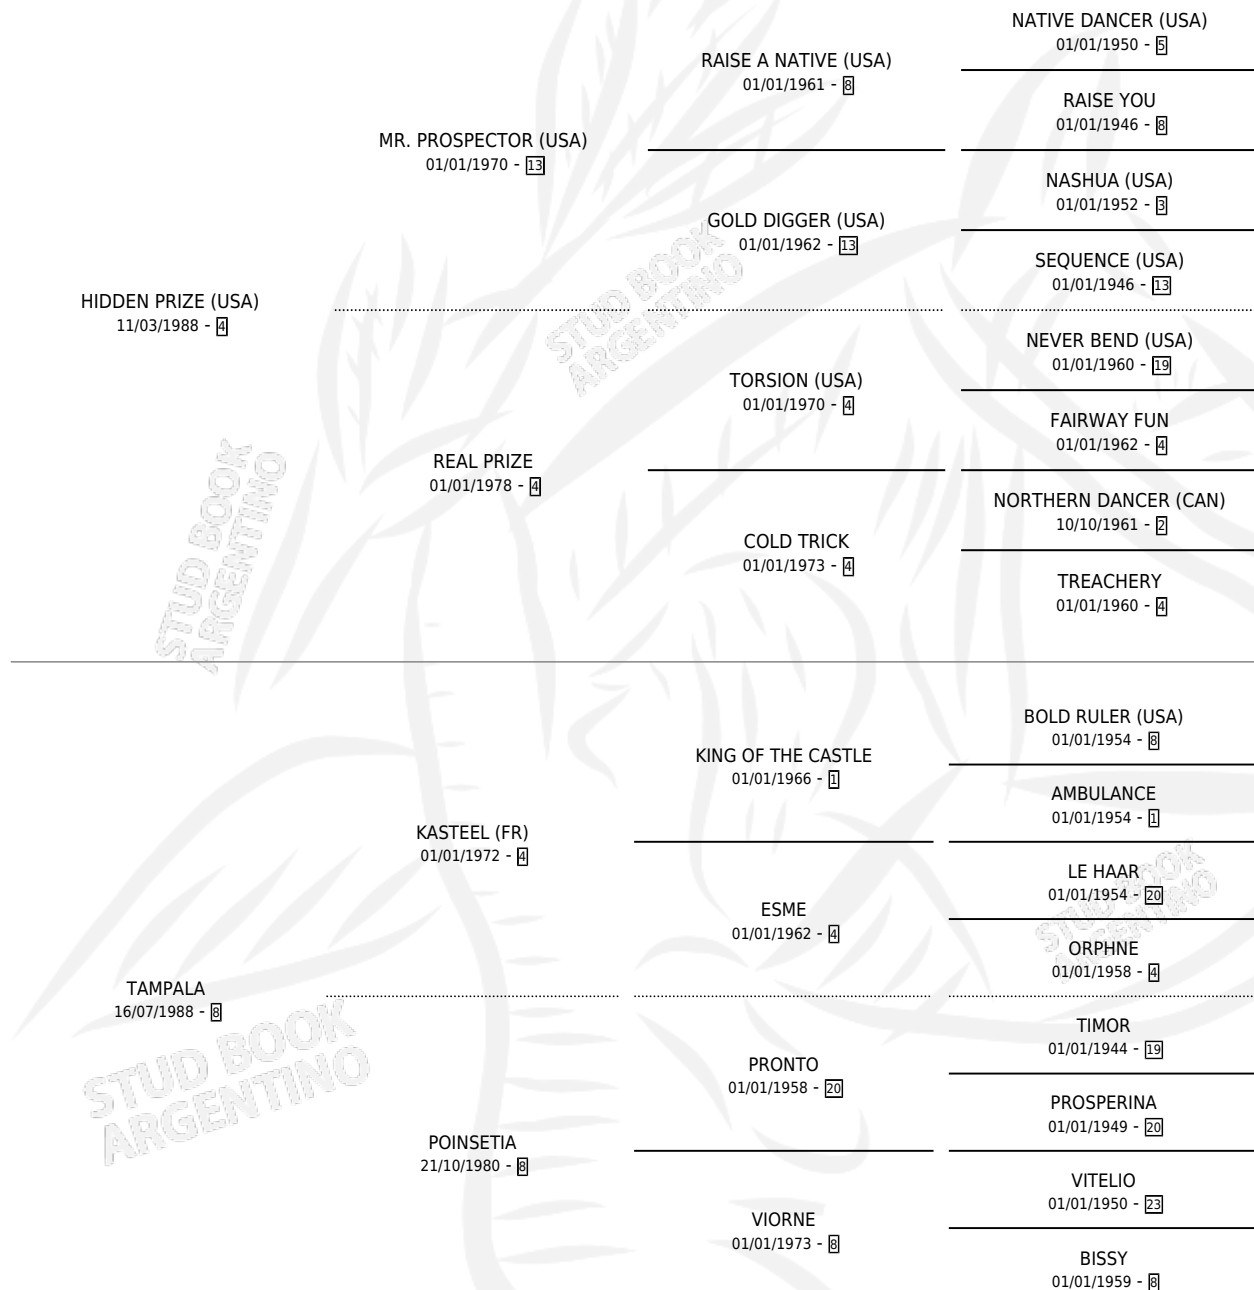 NATIVE DANCER (USA)
01/01/1950 - 5
RAISE A NATIVE (USA)
01/01/1961 - 8
RAISE YOU
01/01/1946 - 8
MR. PROSPECTOR (USA)
01/01/1970 - 13
NASHUA (USA)
01/01/1952 - 3
GOLD DIGGER (USA)
01/01/1962 - 13
SEQUENCE (USA)
01/01/1946 - 13
HIDDEN PRIZE (USA)
11/03/1988 - 4
STUD BOOK
ARGENTINO
NEVER BEND (USA)
01/01/1960 - 19
TORSION (USA)
01/01/1970 - 4
FAIRWAY FUN
01/01/1962 - 4
REAL PRIZE
01/01/1978 - 4
NORTHERN DANCER (CAN)
10/10/1961 - 2
COLD TRICK
01/01/1973 - 4
TREACHERY
01/01/1960 - 4
STUD BOOK
ARGENTINO
BOLD RULER (USA)
01/01/1954 - 8
KING OF THE CASTLE
01/01/1966 - 1
AMBULANCE
01/01/1954 - 1
KASTEEL (FR)
01/01/1972 - 4
LE HAAR
01/01/1954 - 20
ESME
01/01/1962 - 4
ORPHNE
01/01/1958 - 4
STUD BOOK
ARGENTINO
TAMPALA
16/07/1988 - 8
TIMOR
01/01/1944 - 19
PRONTO
01/01/1958 - 20
PROSPERINA
01/01/1949 - 20
STUD BOOK
ARGENTINO
POINSETIA
21/10/1980 - 8
VITELIO
01/01/1950 - 23
VIORNE
01/01/1973 - 8
BISSY
01/01/1959 - 8